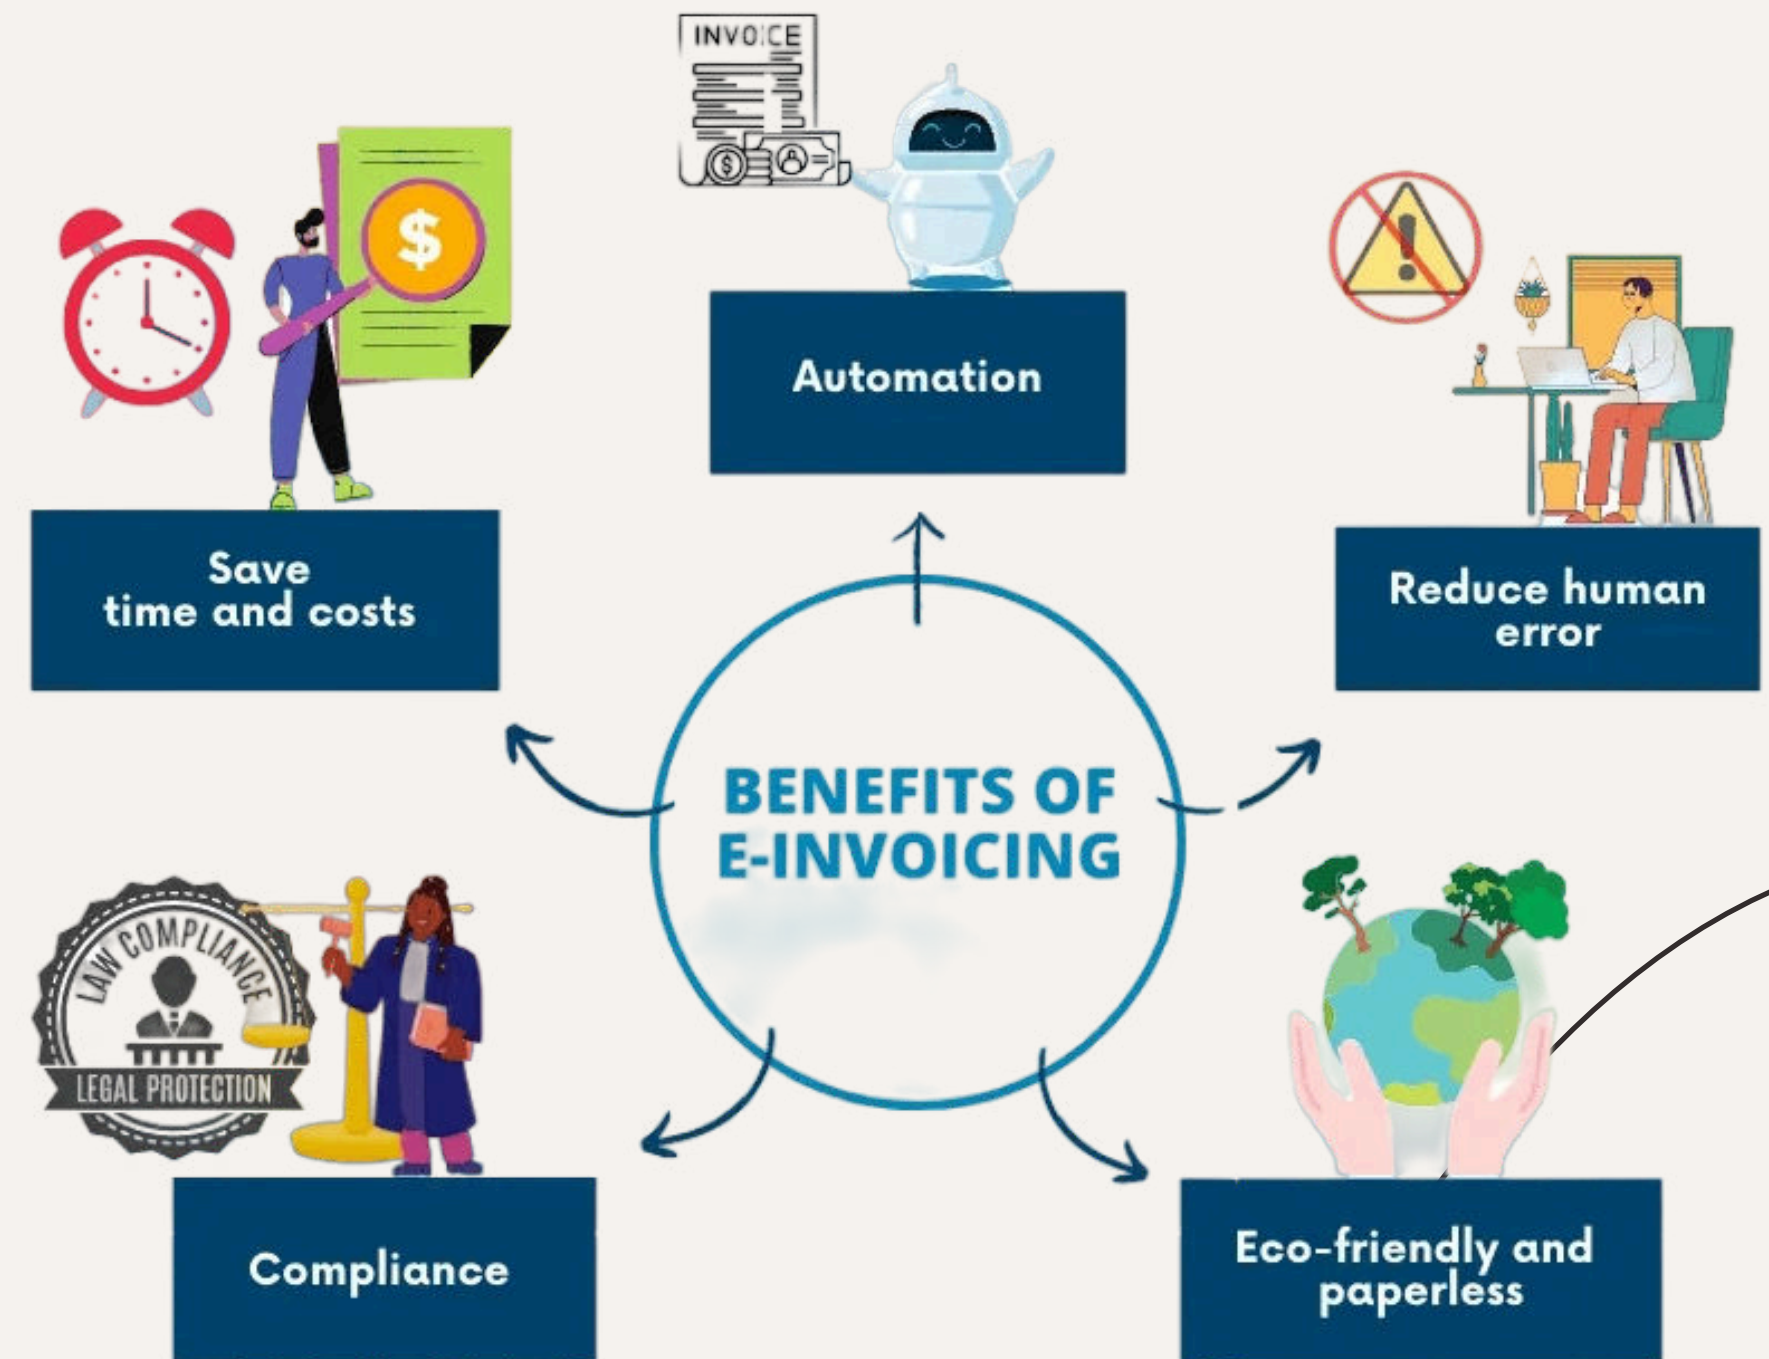 INVOICE
$
$
Automation
Save
time and costs
Reduce human
error
BENEFITS OF
E-INVOICING
LAW COMPLIANCE
LEGAL PROTECTION
Compliance
Eco-friendly and
paperless